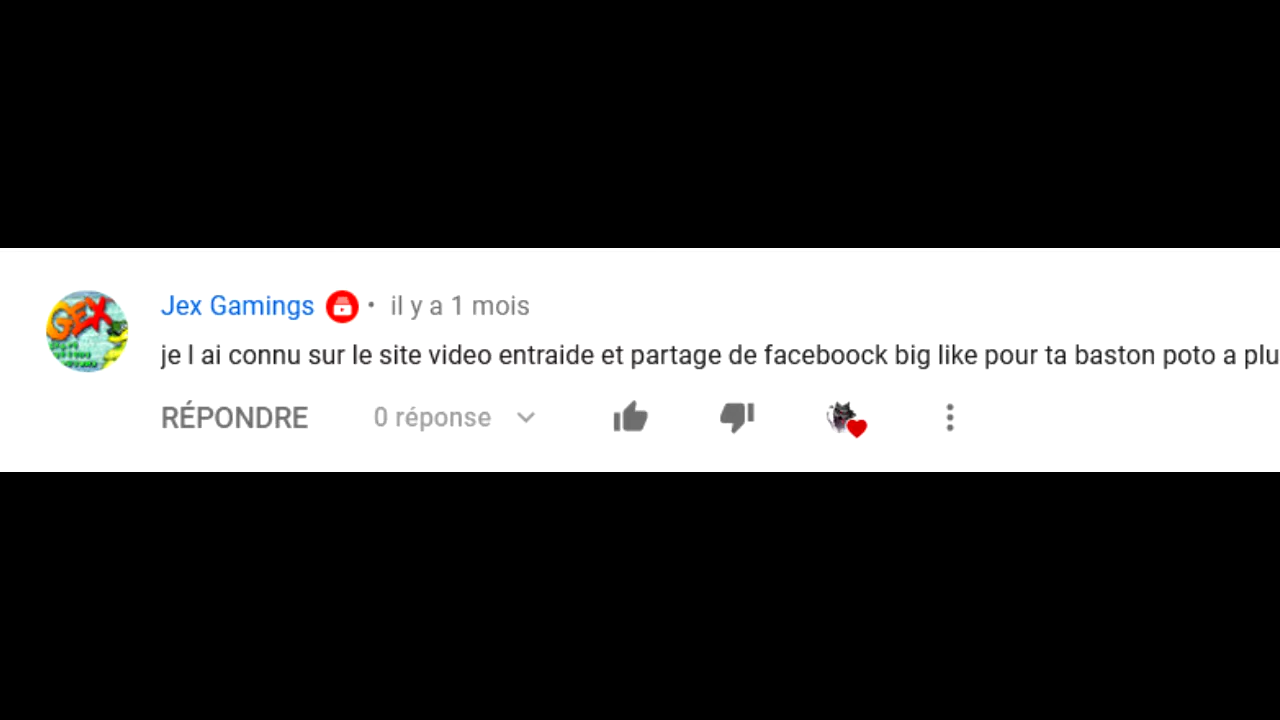 GEX
Jex Gamings • il y a 1 mois
je l ai connu sur le site video entraide et partage de faceboock big like pour ta baston poto a plu
RÉPONDRE 0 réponse